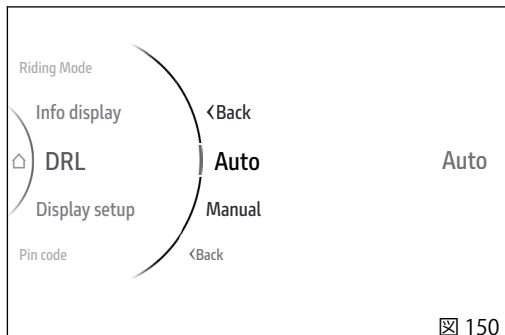 Riding Mode
Info display
‹Back
DRL
Auto
Auto
Display setup
Manual
Pin code
‹Back
図 150